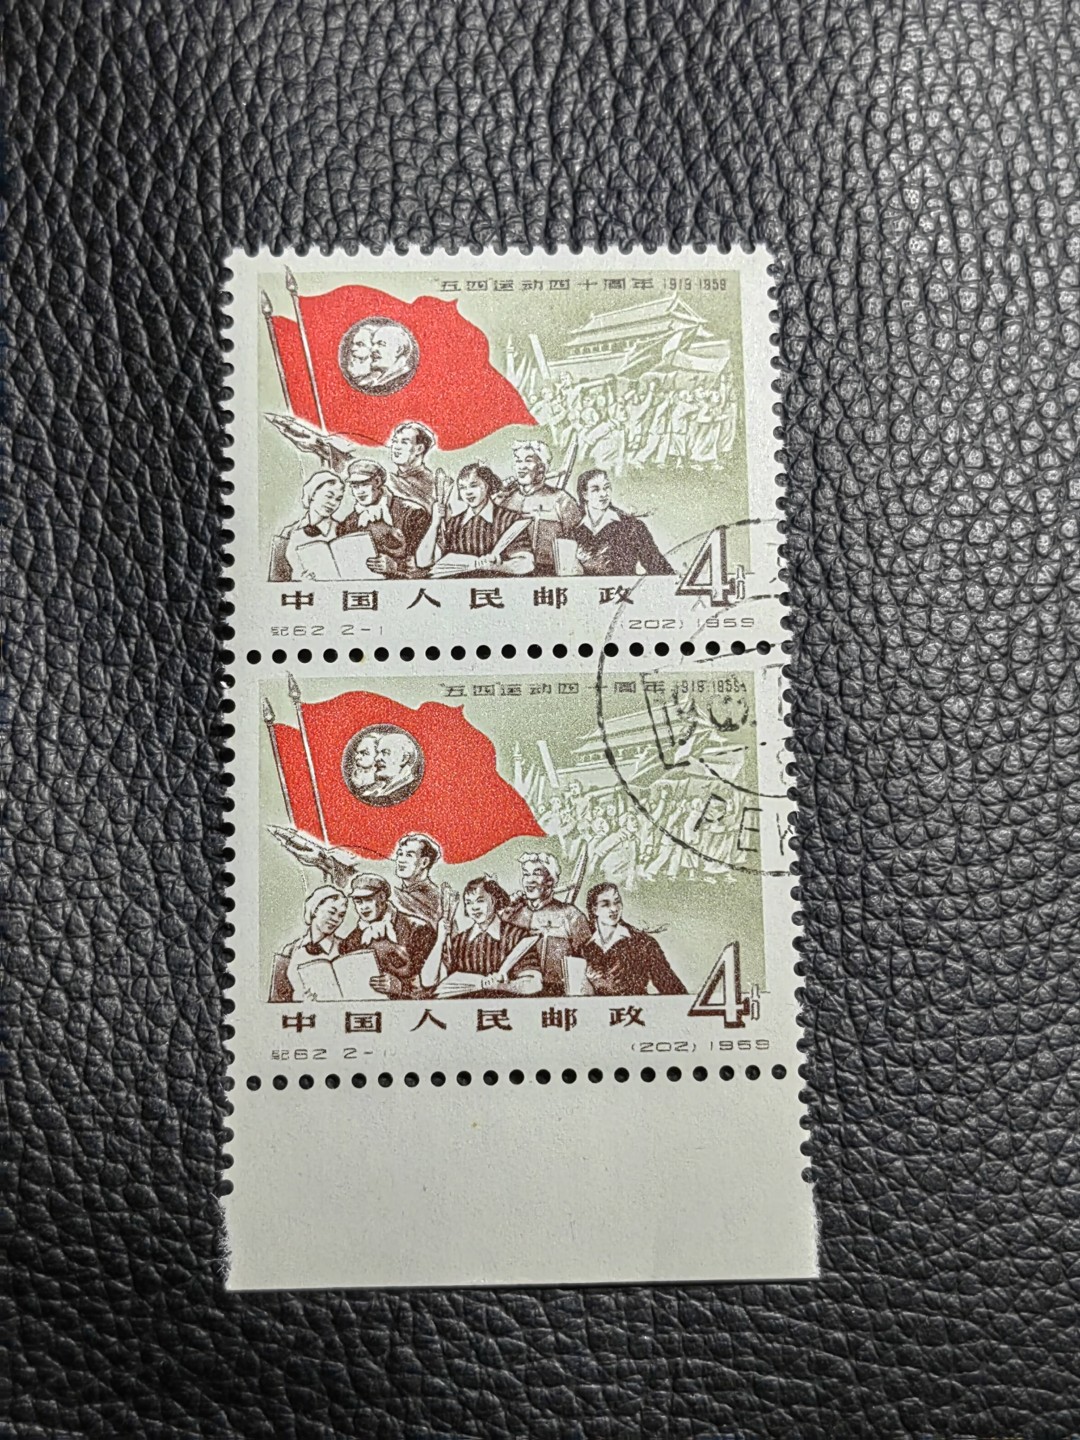 "五四"运动四十周年 1919-1959
4分
中国人民邮政
纪62 2-1 (202) 1959
"五四"运动四十周年 1919-1959
PEK
4分
中国人民邮政
纪62 2-1 (202) 1959